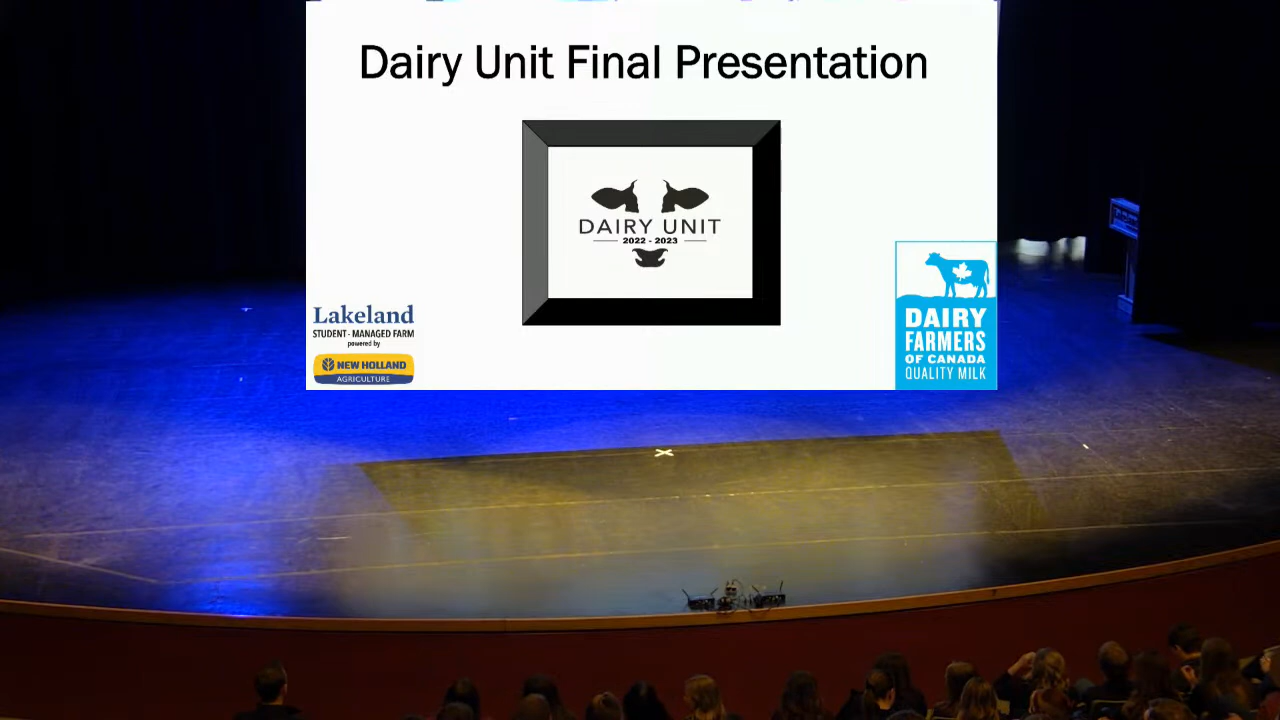 Dairy Unit Final Presentation
DAIRY UNIT
2022 - 2023
Lakeland
STUDENT - MANAGED FARM
powered by
NEW HOLLAND
AGRICULTURE
DAIRY
FARMERS
OF CANADA
QUALITY MILK